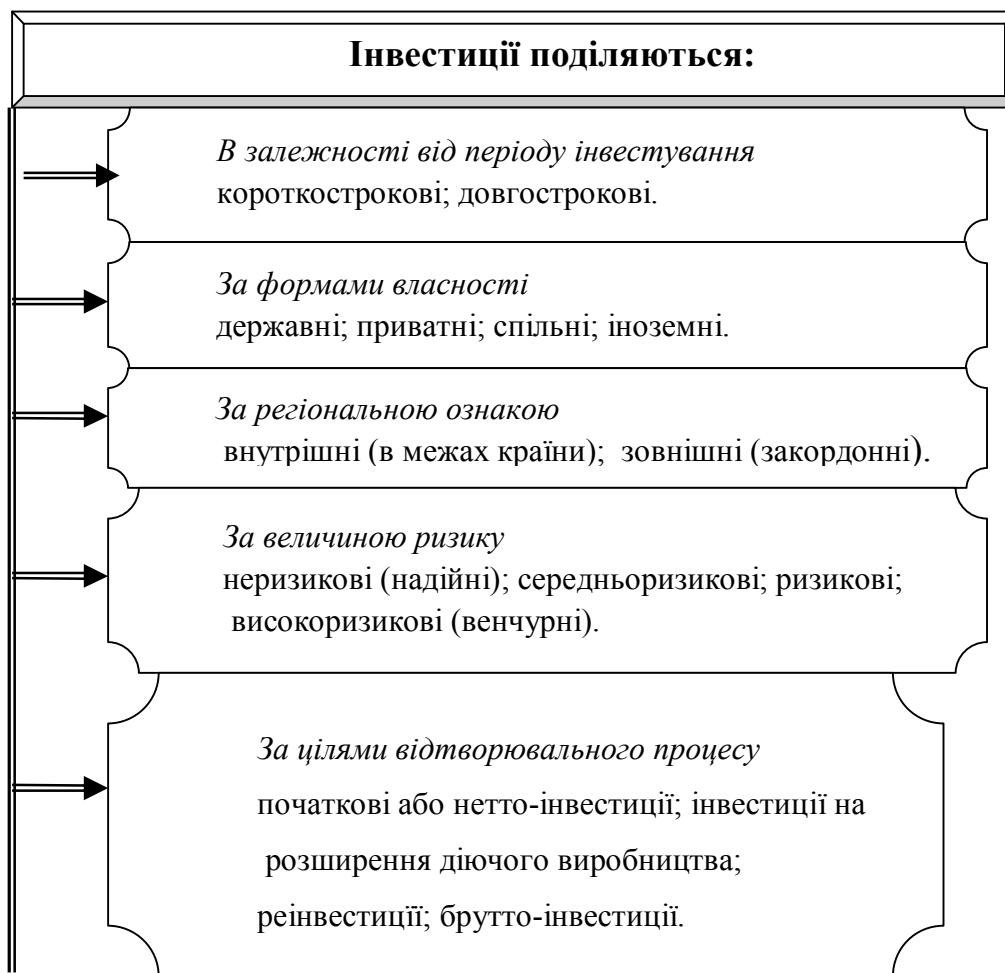 Інвестиції поділяються:
В залежності від періоду інвестування
короткострокові; довгострокові.
За формами власності
державні; приватні; спільні; іноземні.
За регіональною ознакою
внутрішні (в межах країни); зовнішні (закордонні).
За величиною ризику
неризикові (надійні); середньоризикові; ризикові;
високоризикові (венчурні).
За цілями відтворювального процесу
початкові або нетто-інвестиції; інвестиції на
розширення діючого виробництва;
реінвестиції; брутто-інвестиції.